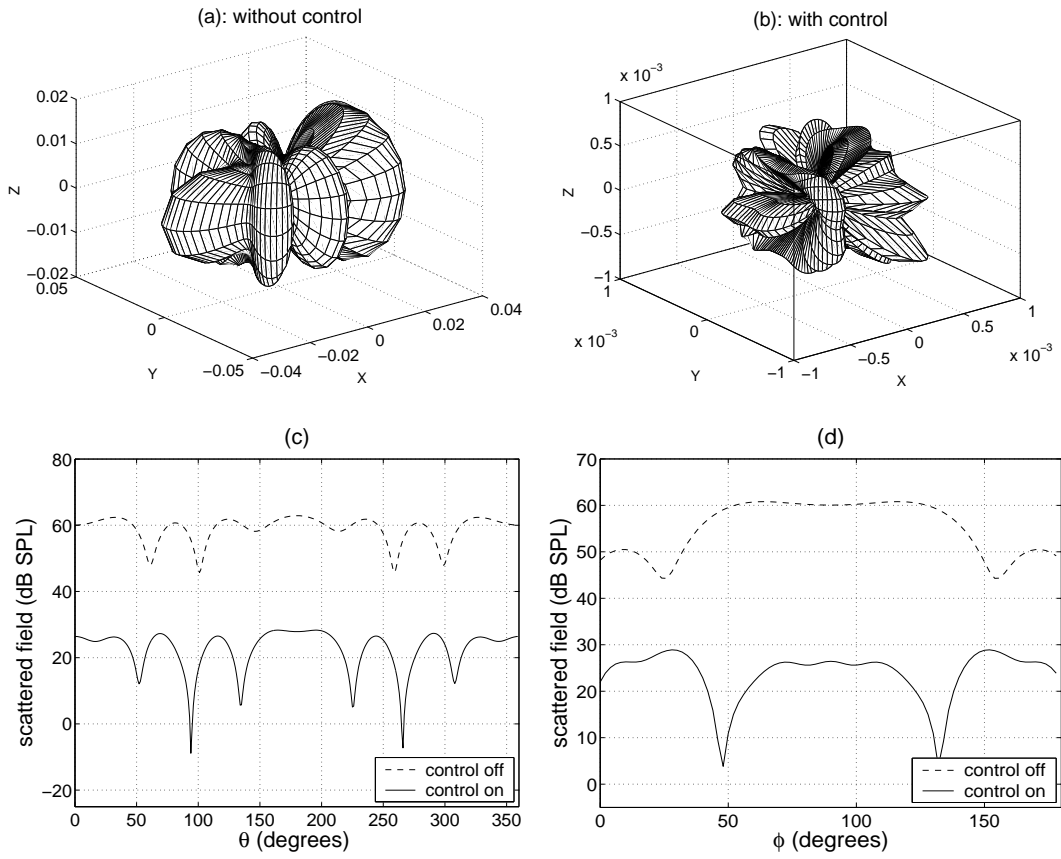 (a): without control
0.02
0.01
0
−0.01
−0.02
Z
0.05
0
−0.05
Y
−0.04
−0.02
0
0.02
0.04
X
(b): with control
x 10 −3
x 10 −3
1
0.5
0
−0.5
−1
Z
1
0
−1
x 10 −3
Y
−1
−0.5
0
0.5
1
x 10 −3
X
(c)
80
60
40
20
0
−20
scattered field (dB SPL)
0 50 100 150 200 250 300 350
θ (degrees)
control off
control on
(d)
70
60
50
40
30
20
10
0
scattered field (dB SPL)
0 50 100 150
ϕ (degrees)
control off
control on